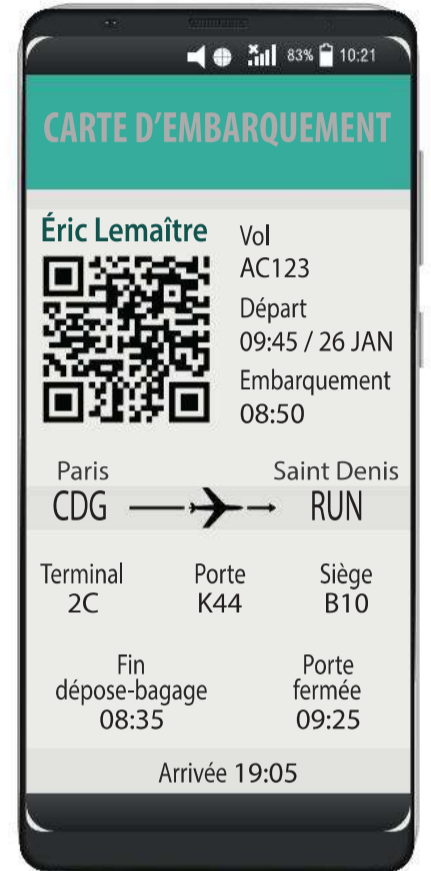 83% 10:21
CARTE D'EMBARQUEMENT
Éric Lemaître
Vol
AC123
Départ
09:45 / 26 JAN
Embarquement
08:50
Paris Saint Denis
CDG RUN
Terminal Porte Siège
2C K44 B10
Fin
dépose-bagage
08:35
Porte
fermée
09:25
Arrivée 19:05